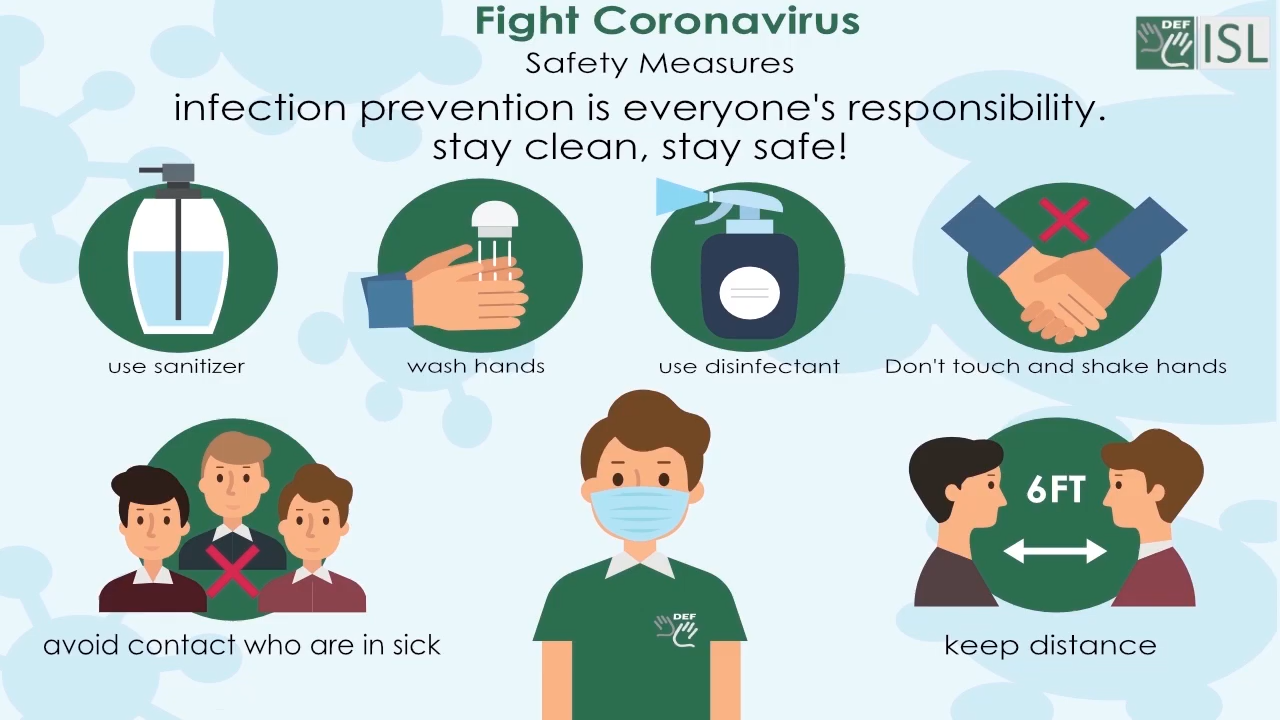 Fight Coronavirus
DEF
ISL
Safety Measures
infection prevention is everyone's responsibility.
stay clean, stay safe!
use sanitizer
wash hands
use disinfectant
Don't touch and shake hands
6FT
DEF
avoid contact who are in sick
keep distance